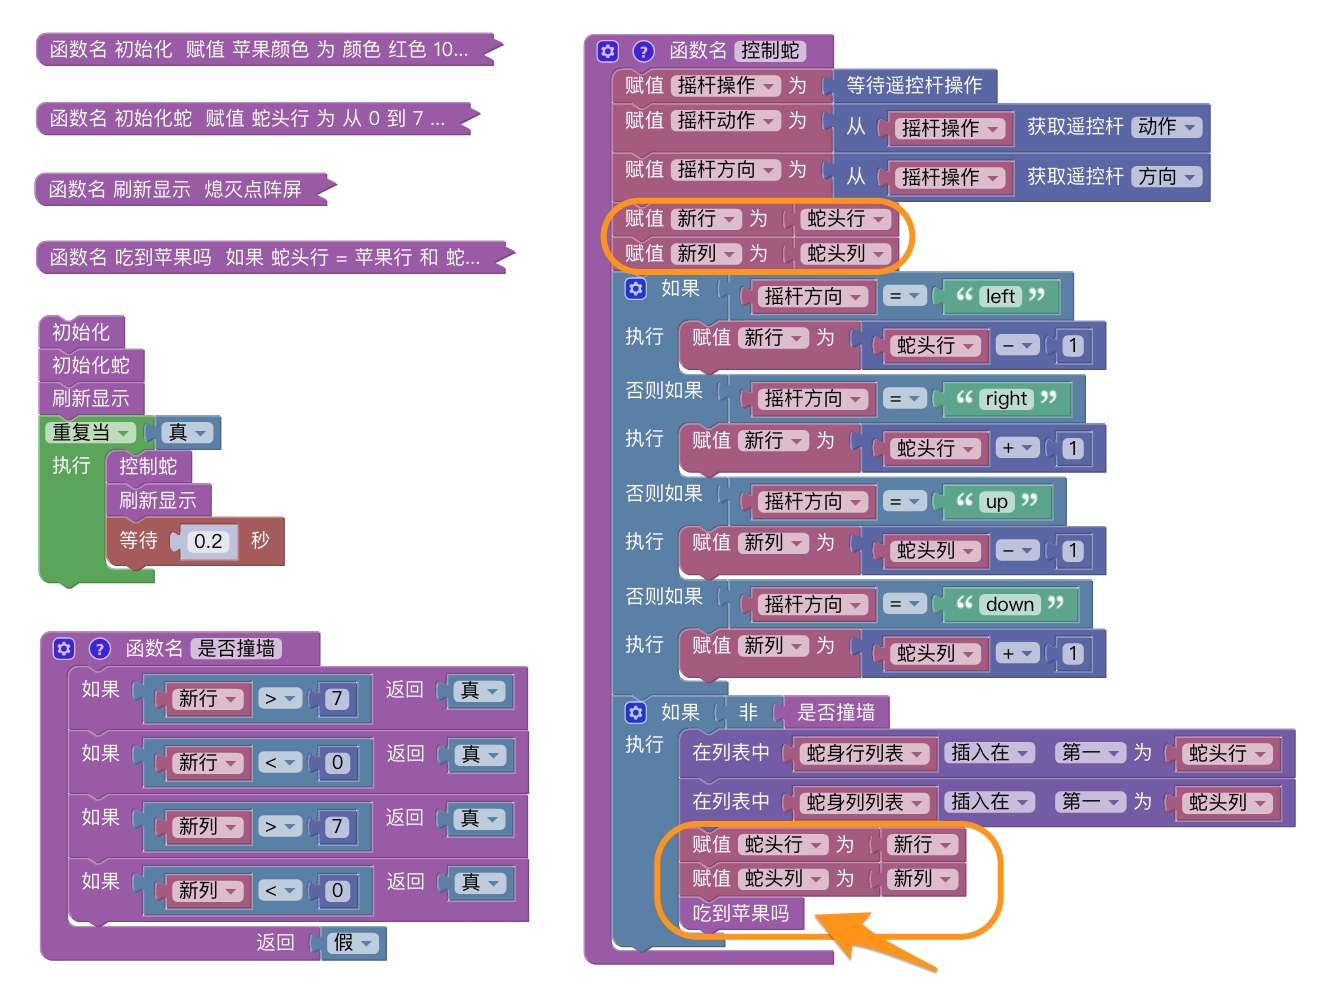 函数名 初始化 赋值 苹果颜色 为 颜色 红色 10...
函数名 初始化蛇 赋值 蛇头行 为 从 0 到 7 ...
函数名 刷新显示 熄灭点阵屏
函数名 吃到苹果吗 如果 蛇头行 = 苹果行 和 蛇...
初始化
初始化蛇
刷新显示
重复当 真
执行 控制蛇
刷新显示
等待 0.2 秒
? 函数名 是否撞墙
如果 新行 > 7 返回 真
如果 新行 < 0 返回 真
如果 新列 > 7 返回 真
如果 新列 < 0 返回 真
返回 假
? 函数名 控制蛇
赋值 摇杆操作 为 等待遥控杆操作
赋值 摇杆动作 为 从 摇杆操作 获取遥控杆 动作
赋值 摇杆方向 为 从 摇杆操作 获取遥控杆 方向
赋值 新行 为 蛇头行
赋值 新列 为 蛇头列
如果 摇杆方向 = “ left ”
执行 赋值 新行 为 蛇头行 - 1
否则如果 摇杆方向 = “ right ”
执行 赋值 新行 为 蛇头行 + 1
否则如果 摇杆方向 = “ up ”
执行 赋值 新列 为 蛇头列 - 1
否则如果 摇杆方向 = “ down ”
执行 赋值 新列 为 蛇头列 + 1
如果 非 是否撞墙
执行 在列表中 蛇身行列表 插入在 第一 为 蛇头行
在列表中 蛇身列列表 插入在 第一 为 蛇头列
赋值 蛇头行 为 新行
赋值 蛇头列 为 新列
吃到苹果吗